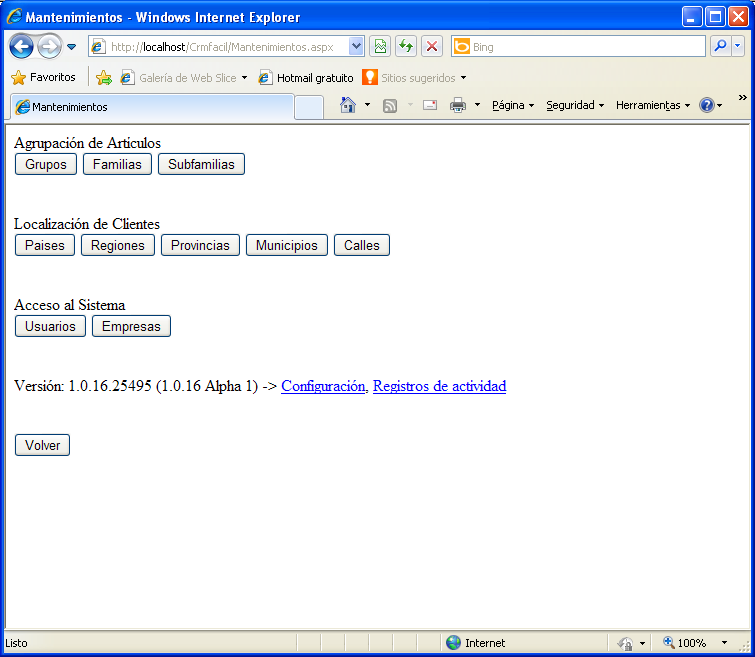 Mantenimientos - Windows Internet Explorer
http://localhost/Crmfacil/Mantenimientos.aspx Bing
Favoritos Galería de Web Slice Hotmail gratuito Sitios sugeridos
Mantenimientos Página Seguridad Herramientas »
Agrupación de Artículos
Grupos Familias Subfamilias
Localización de Clientes
Paises Regiones Provincias Municipios Calles
Acceso al Sistema
Usuarios Empresas
Versión: 1.0.16.25495 (1.0.16 Alpha 1) -> Configuración, Registros de actividad
Volver
Listo Internet 100%